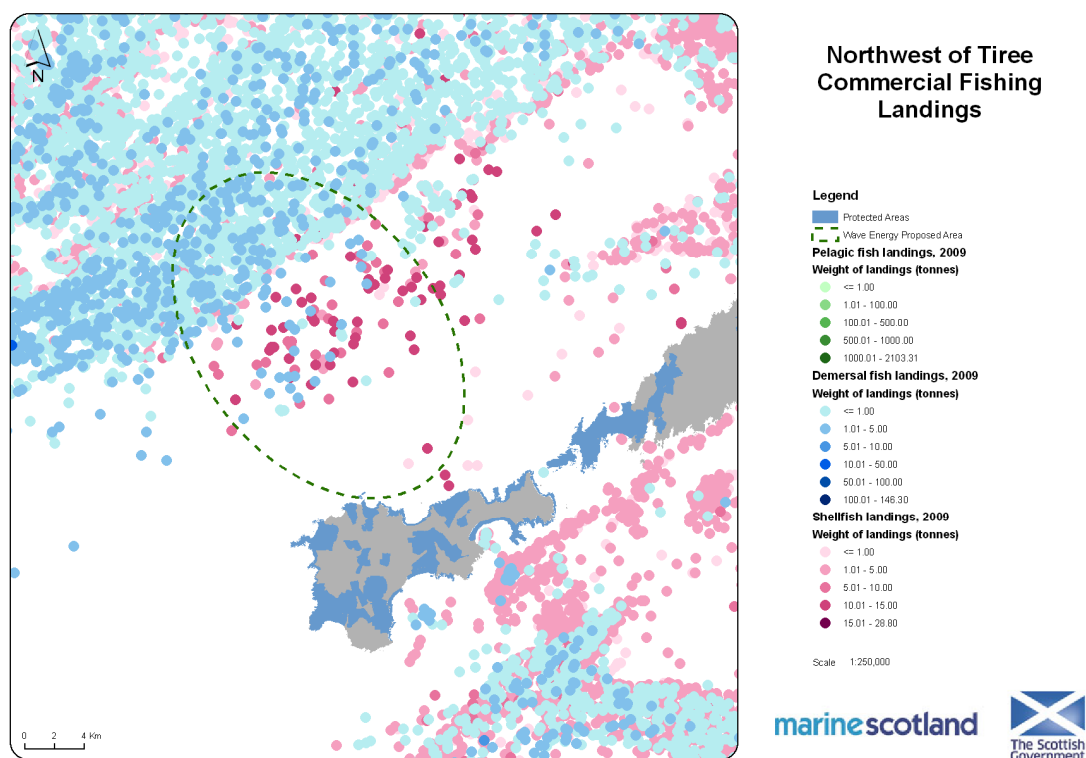 N
0 2 4 Km
Northwest of Tiree
Commercial Fishing
Landings
Legend
Protected Areas
Wave Energy Proposed Area
Pelagic fish landings, 2009
Weight of landings (tonnes)
<= 1.00
1.01 - 100.00
100.01 - 500.00
500.01 - 1000.00
1000.01 - 2103.31
Demersal fish landings, 2009
Weight of landings (tonnes)
<= 1.00
1.01 - 5.00
5.01 - 10.00
10.01 - 50.00
50.01 - 100.00
100.01 - 146.30
Shellfish landings, 2009
Weight of landings (tonnes)
<= 1.00
1.01 - 5.00
5.01 - 10.00
10.01 - 15.00
15.01 - 28.80
Scale 1:250,000
marinescotland
The Scottish
Government